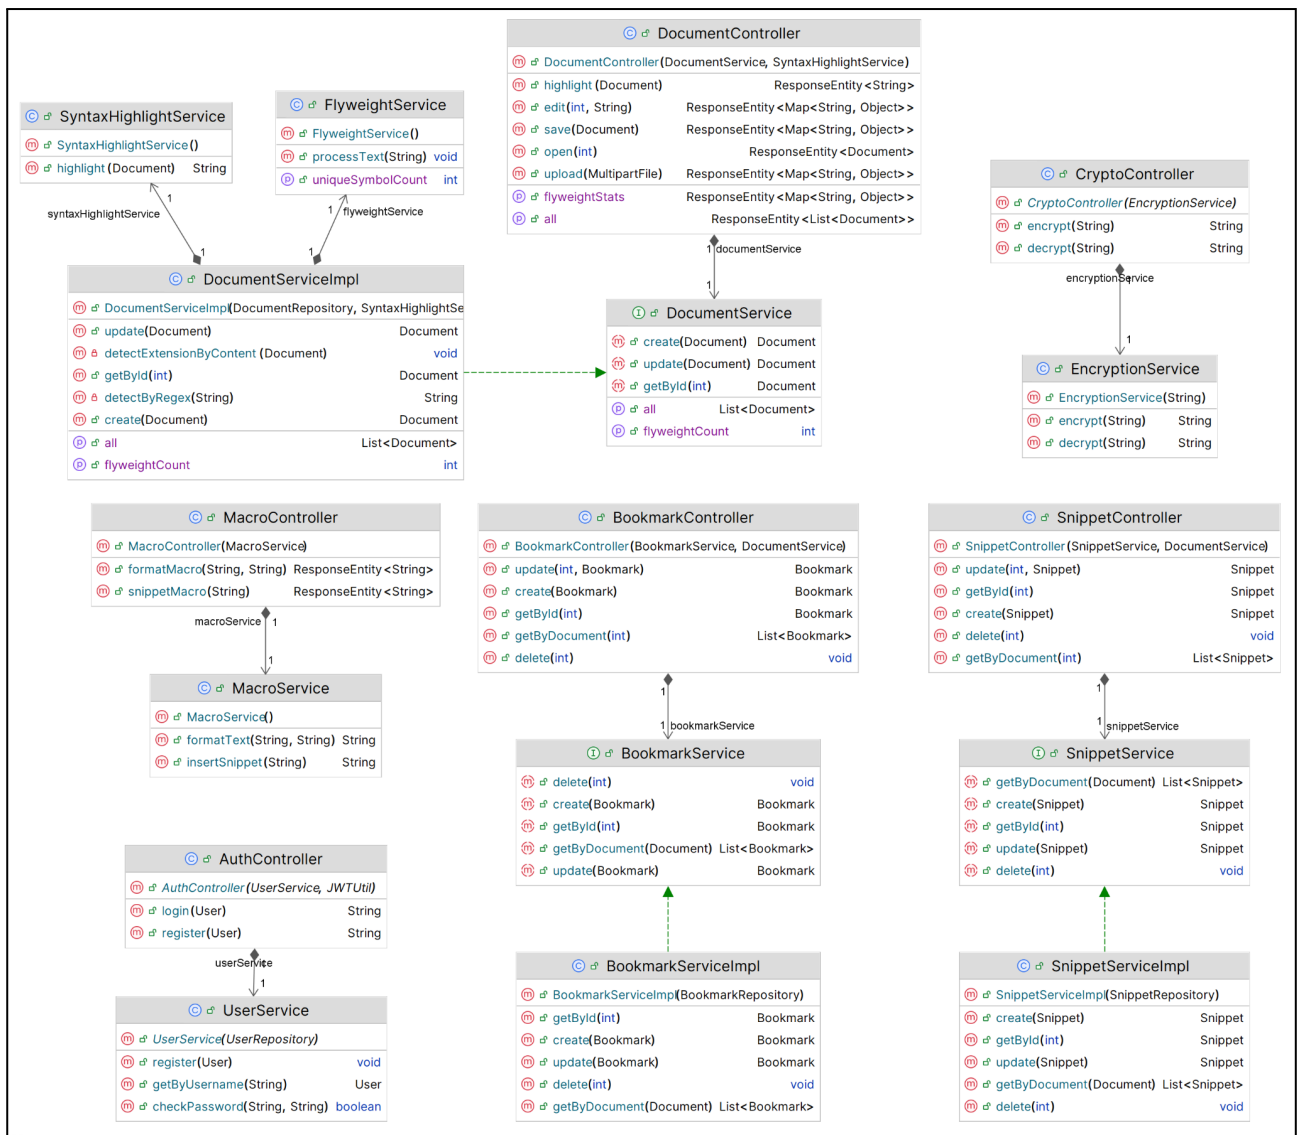 DocumentController
DocumentController(DocumentService, SyntaxHighlightService)
highlight(Document) ResponseEntity<String>
edit(int, String) ResponseEntity<Map<String, Object>>
save(Document) ResponseEntity<Map<String, Object>>
open(int) ResponseEntity<Document>
upload(MultipartFile) ResponseEntity<Map<String, Object>>
flyweightStats ResponseEntity<Map<String, Object>>
all ResponseEntity<List<Document>>
SyntaxHighlightService
SyntaxHighlightService()
highlight(Document) String
FlyweightService
FlyweightService()
processText(String) void
uniqueSymbolCount int
1
syntaxHighlightService
1
1
flyweightService
1
DocumentServiceImpl
DocumentServiceImpl(DocumentRepository, SyntaxHighlightSe
update(Document) Document
detectExtensionByContent(Document) void
getById(int) Document
detectByRegex(String) String
create(Document) Document
all List<Document>
flyweightCount int
1
documentService
1
DocumentService
create(Document) Document
update(Document) Document
getById(int) Document
all List<Document>
flyweightCount int
CryptoController
CryptoController(EncryptionService)
encrypt(String) String
decrypt(String) String
encryptionService
1
1
EncryptionService
EncryptionService(String)
encrypt(String) String
decrypt(String) String
MacroController
MacroController(MacroService)
formatMacro(String, String) ResponseEntity<String>
snippetMacro(String) ResponseEntity<String>
macroService
1
1
MacroService
MacroService()
formatText(String, String) String
insertSnippet(String) String
BookmarkController
BookmarkController(BookmarkService, DocumentService)
update(int, Bookmark) Bookmark
create(Bookmark) Bookmark
getById(int) Bookmark
getByDocument(int) List<Bookmark>
delete(int) void
1
1
bookmarkService
BookmarkService
delete(int) void
create(Bookmark) Bookmark
getById(int) Bookmark
getByDocument(Document) List<Bookmark>
update(Bookmark) Bookmark
SnippetController
SnippetController(SnippetService, DocumentService)
update(int, Snippet) Snippet
getById(int) Snippet
create(Snippet) Snippet
delete(int) void
getByDocument(int) List<Snippet>
1
1
snippetService
SnippetService
getByDocument(Document) List<Snippet>
create(Snippet) Snippet
getById(int) Snippet
update(Snippet) Snippet
delete(int) void
AuthController
AuthController(UserService, JWTUtil)
login(User) String
register(User) String
userService
1
1
UserService
UserService(UserRepository)
register(User) void
getByUsername(String) User
checkPassword(String, String) boolean
BookmarkServiceImpl
BookmarkServiceImpl(BookmarkRepository)
getById(int) Bookmark
create(Bookmark) Bookmark
update(Bookmark) Bookmark
delete(int) void
getByDocument(Document) List<Bookmark>
SnippetServiceImpl
SnippetServiceImpl(SnippetRepository)
create(Snippet) Snippet
getById(int) Snippet
update(Snippet) Snippet
getByDocument(Document) List<Snippet>
delete(int) void